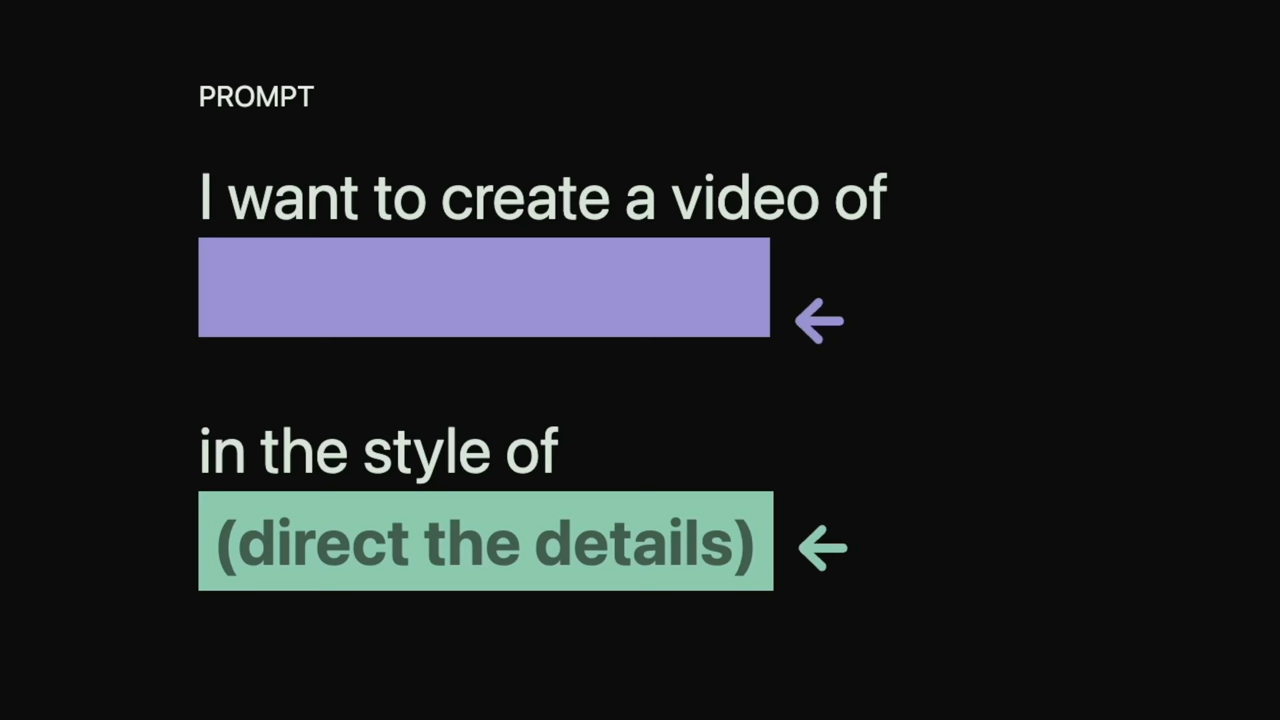 PROMPT
I want to create a video of
in the style of
(direct the details)